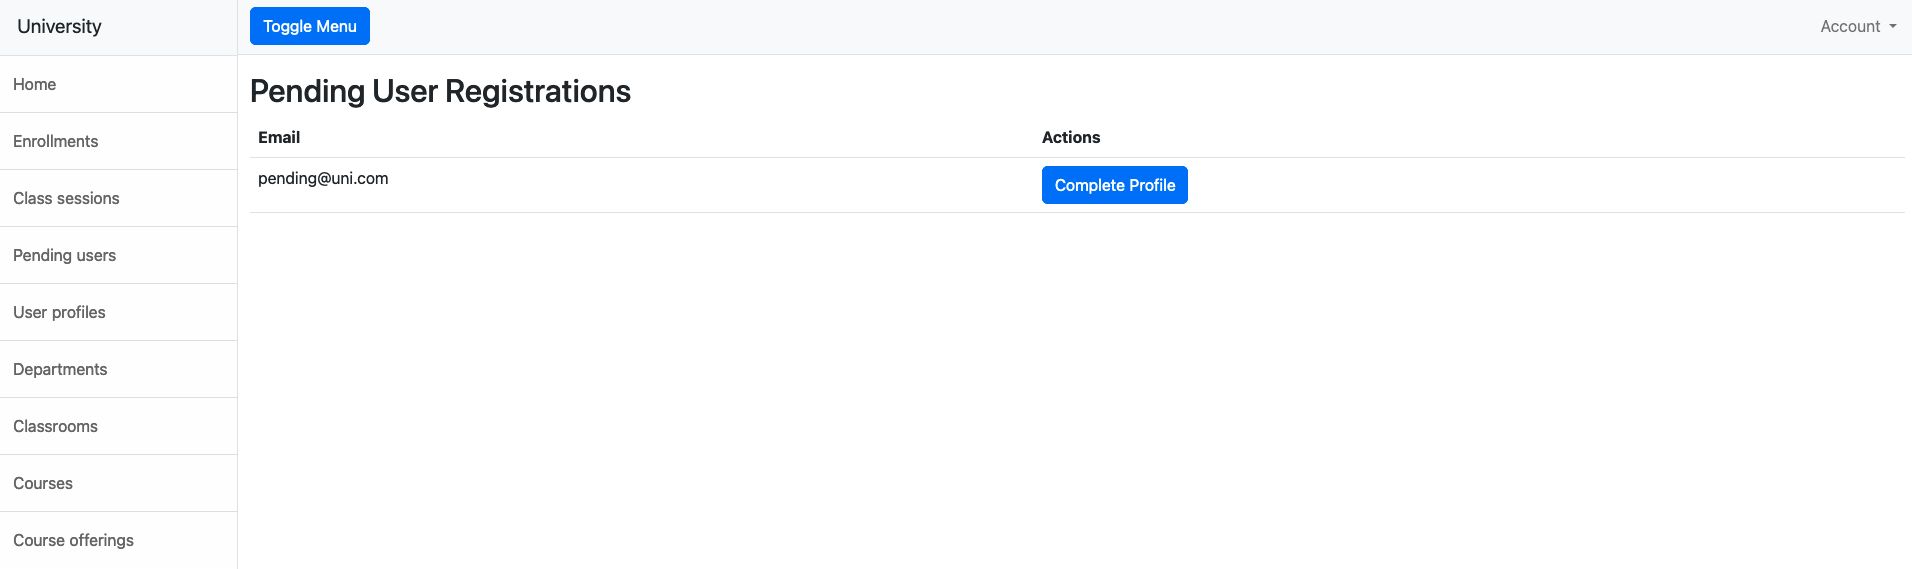 University
Toggle Menu
Account
Home
Enrollments
Class sessions
Pending users
User profiles
Departments
Classrooms
Courses
Course offerings
Pending User Registrations
Email Actions
pending@uni.com Complete Profile